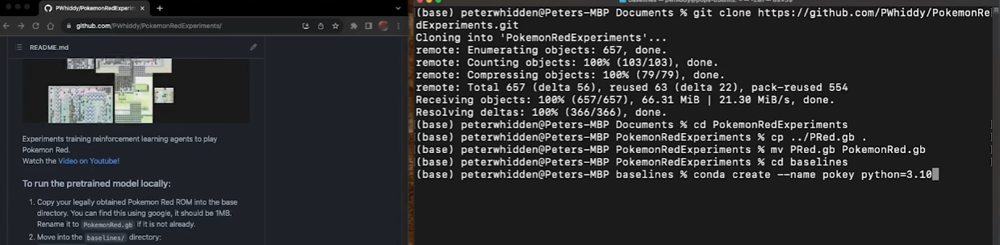 PWhiddy/PokemonRedExperimen
github.com/PWhiddy/PokemonRedExperiments/
README.md
Experiments training reinforcement learning agents to play
Pokemon Red.
Watch the Video on Youtube!
To run the pretrained model locally:
1. Copy your legally obtained Pokemon Red ROM into the base
directory. You can find this using google, it should be 1MB.
Rename it to PokemonRed.gb if it is not already.
2. Move into the baselines/ directory:
(base) peterwhidden@Peters-MBP Documents % git clone https://github.com/PWhiddy/PokemonRe
dExperiments.git
Cloning into 'PokemonRedExperiments'...
remote: Enumerating objects: 657, done.
remote: Counting objects: 100% (103/103), done.
remote: Compressing objects: 100% (79/79), done.
remote: Total 657 (delta 56), reused 63 (delta 22), pack-reused 554
Receiving objects: 100% (657/657), 66.31 MiB | 21.30 MiB/s, done.
Resolving deltas: 100% (366/366), done.
(base) peterwhidden@Peters-MBP Documents % cd PokemonRedExperiments
(base) peterwhidden@Peters-MBP PokemonRedExperiments % cp ../PRed.gb .
(base) peterwhidden@Peters-MBP PokemonRedExperiments % mv PRed.gb PokemonRed.gb
(base) peterwhidden@Peters-MBP PokemonRedExperiments % cd baselines
(base) peterwhidden@Peters-MBP baselines % conda create --name pokey python=3.10